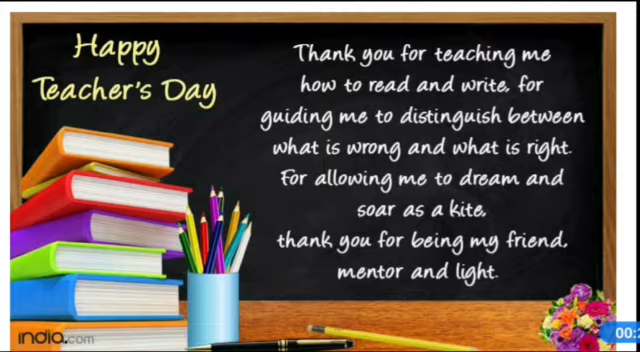 Happy
Teacher's Day
Thank you for teaching me
how to read and write, for
guiding me to distinguish between
what is wrong and what is right.
For allowing me to dream and
soar as a kite,
thank you for being my friend,
mentor and light.
india.com